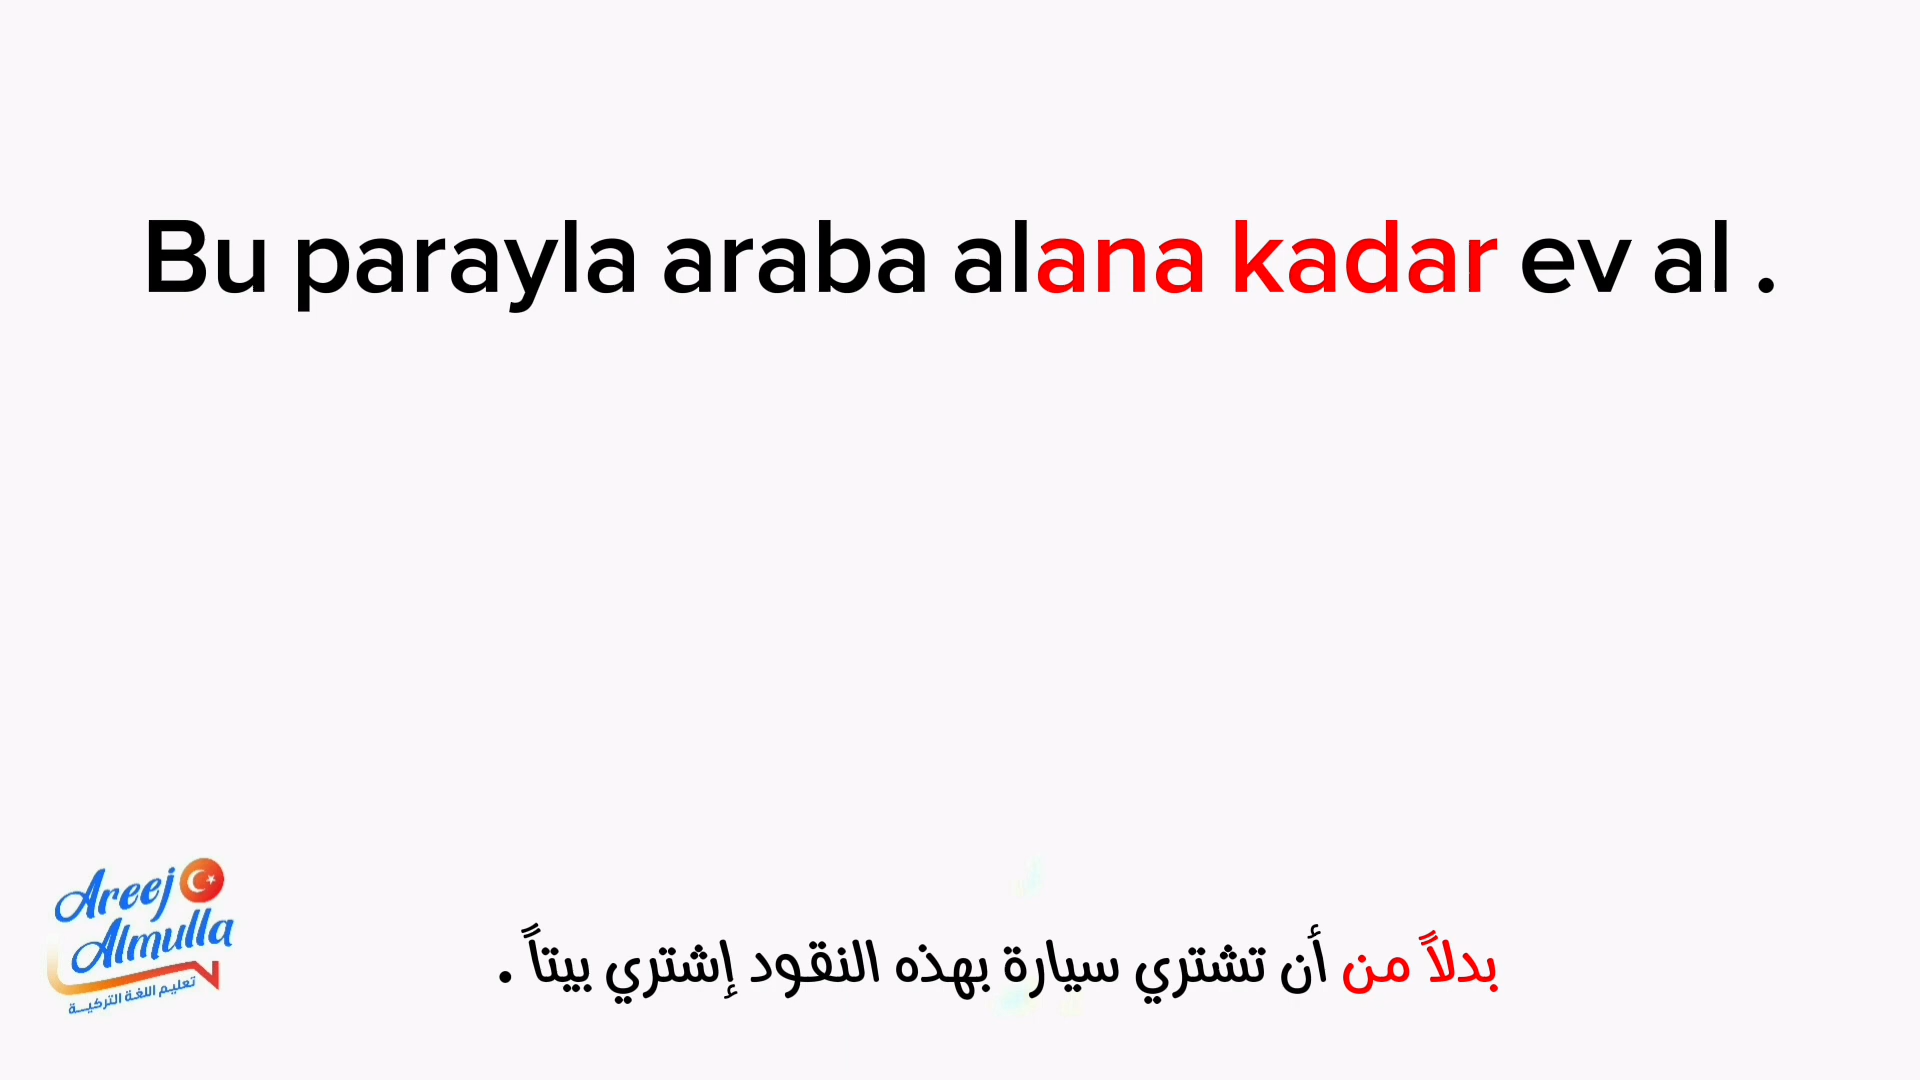 Bu parayla araba alana kadar ev al .
بدلاً من أن تشتري سيارة بهذه النقود إشتري بيتاً .
Areej
Almulla
تعليم اللغة التركيــة